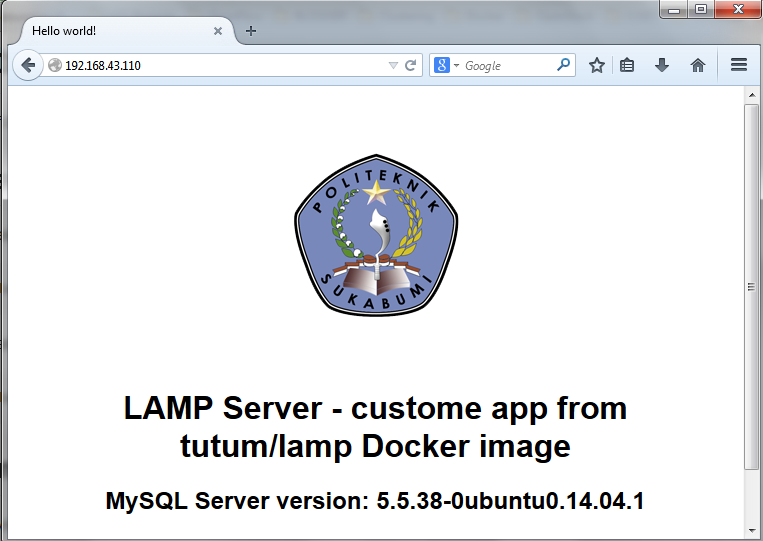 Hello world!
192.168.43.110
Google
POLITEKNIK
SUKABUMI
LAMP Server - custome app from
tutum/lamp Docker image
MySQL Server version: 5.5.38-0ubuntu0.14.04.1